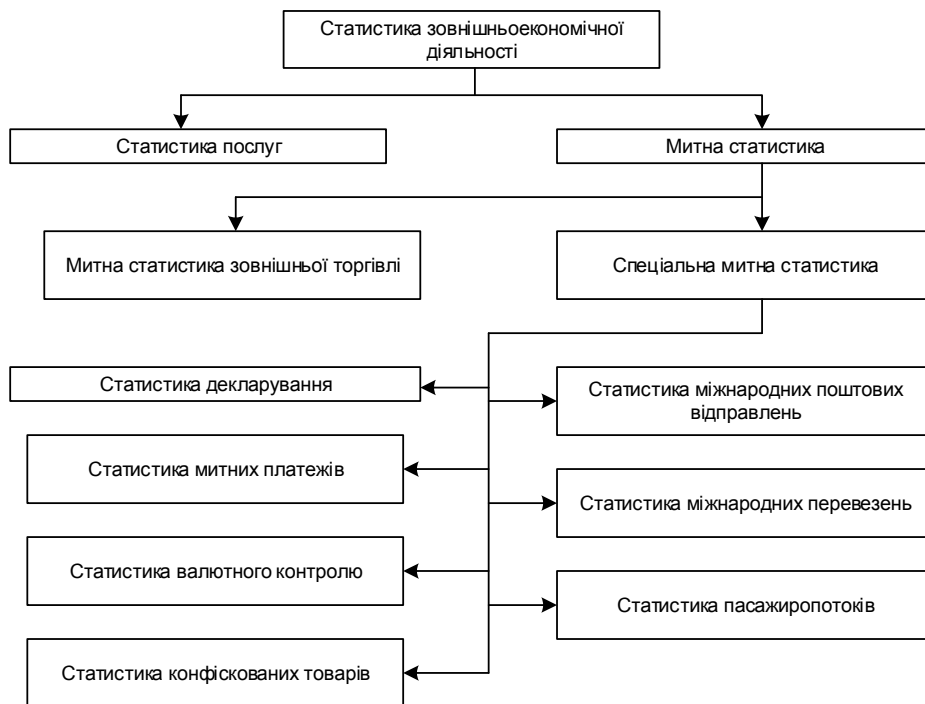 Статистика зовнішньоекономічної
діяльності
Статистика послуг
Митна статистика
Митна статистика зовнішньої торгівлі
Спеціальна митна статистика
Статистика декларування
Статистика міжнародних поштових
відправлень
Статистика митних платежів
Статистика міжнародних перевезень
Статистика валютного контролю
Статистика пасажиропотоків
Статистика конфіскованих товарів